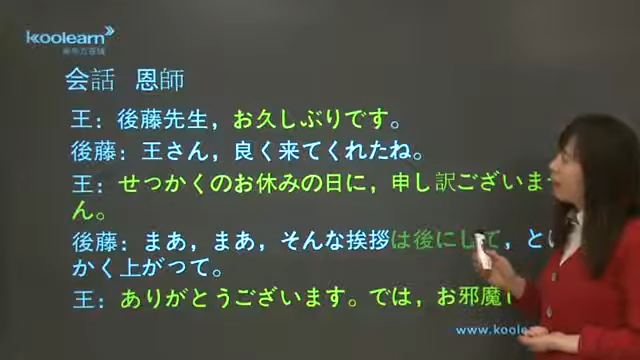 koolearn
新东方在线
会話 恩師
王：後藤先生，お久しぶりです。
後藤：王さん，良く来てくれたね。
王：せっかくのお休みの日に，申し訳ございま
ん。
後藤：まあ，まあ，そんな挨拶は後にして，と
かく上がって。
王：ありがとうございます。では，お邪魔
www.koole